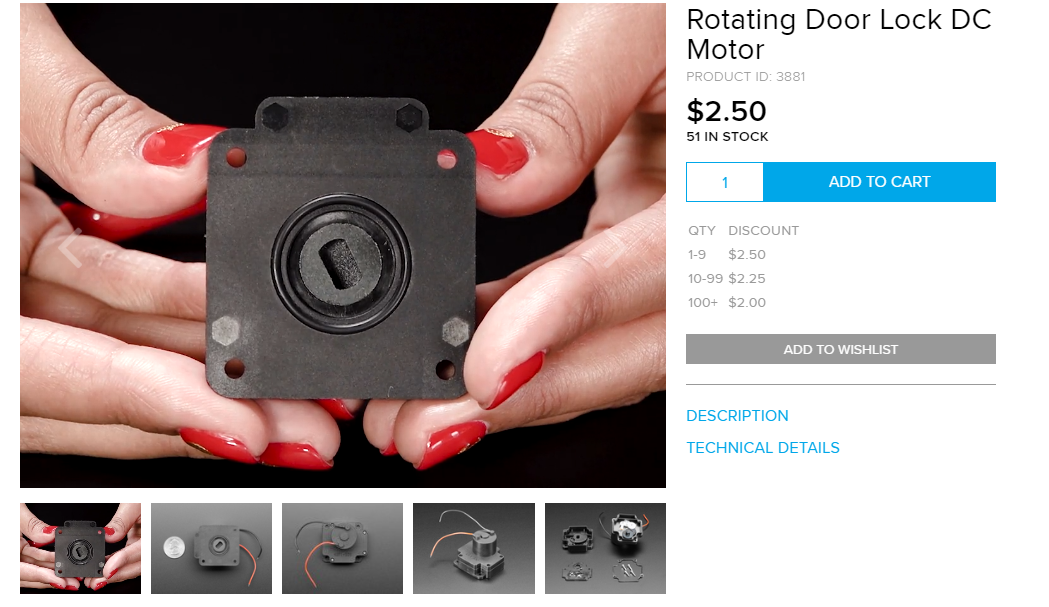 Rotating Door Lock DC
Motor
PRODUCT ID: 3881
$2.50
51 IN STOCK
1
ADD TO CART
QTY DISCOUNT
1-9 $2.50
10-99 $2.25
100+ $2.00
ADD TO WISHLIST
DESCRIPTION
TECHNICAL DETAILS